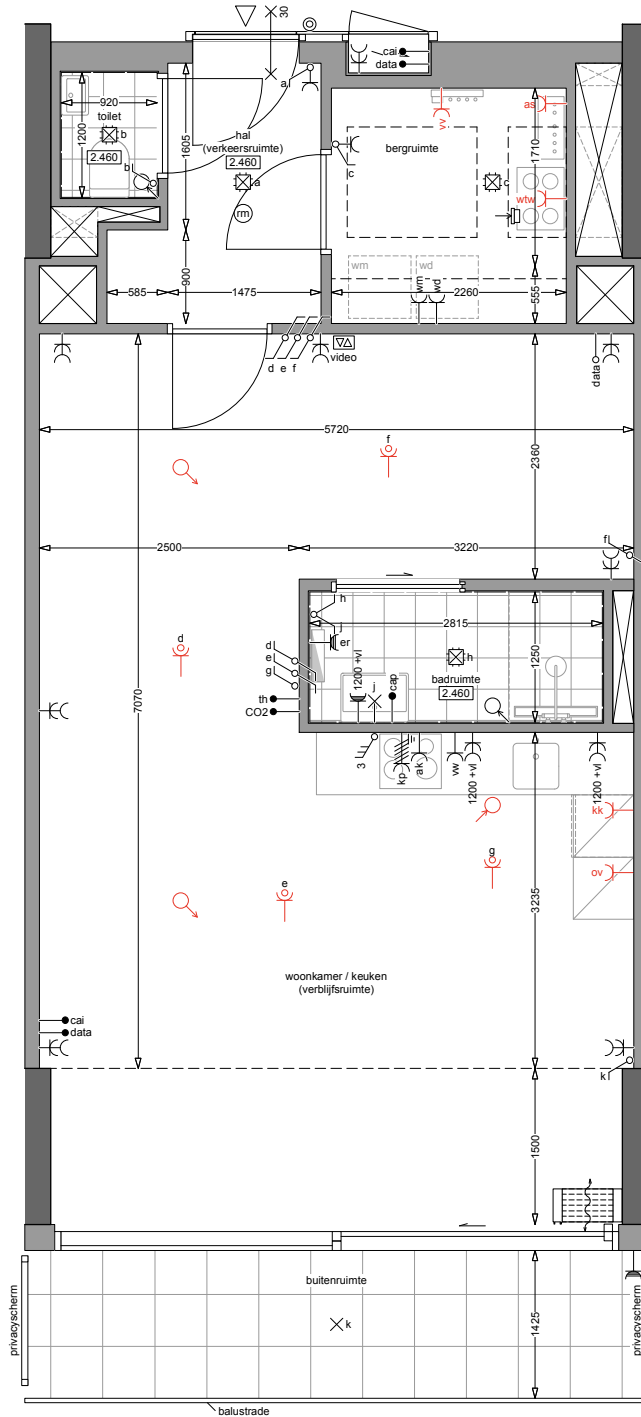 30
cai
data
a
920
toilet
b
1200
2.460
b
1605
hal
(verkeersruimte)
2.460
a
rm
vv
bergruimte
c
c
as
1710
wtw
wm
wd
900
585
1475
2260
wm
wd
555
d e f
video
data
5720
f
2360
2500
3220
f
d
7070
h
j
er
2815
h
1250
badruimte
2.460
1200 +vl
j
cap
d
e
g
th
CO2
3
kp
ak
vw
1200 +vl
1200 +vl
kk
ov
g
e
3235
woonkamer / keuken
(verblijfsruimte)
cai
data
k
1500
buitenruimte
k
1425
privacyscherm
privacyscherm
balustrade